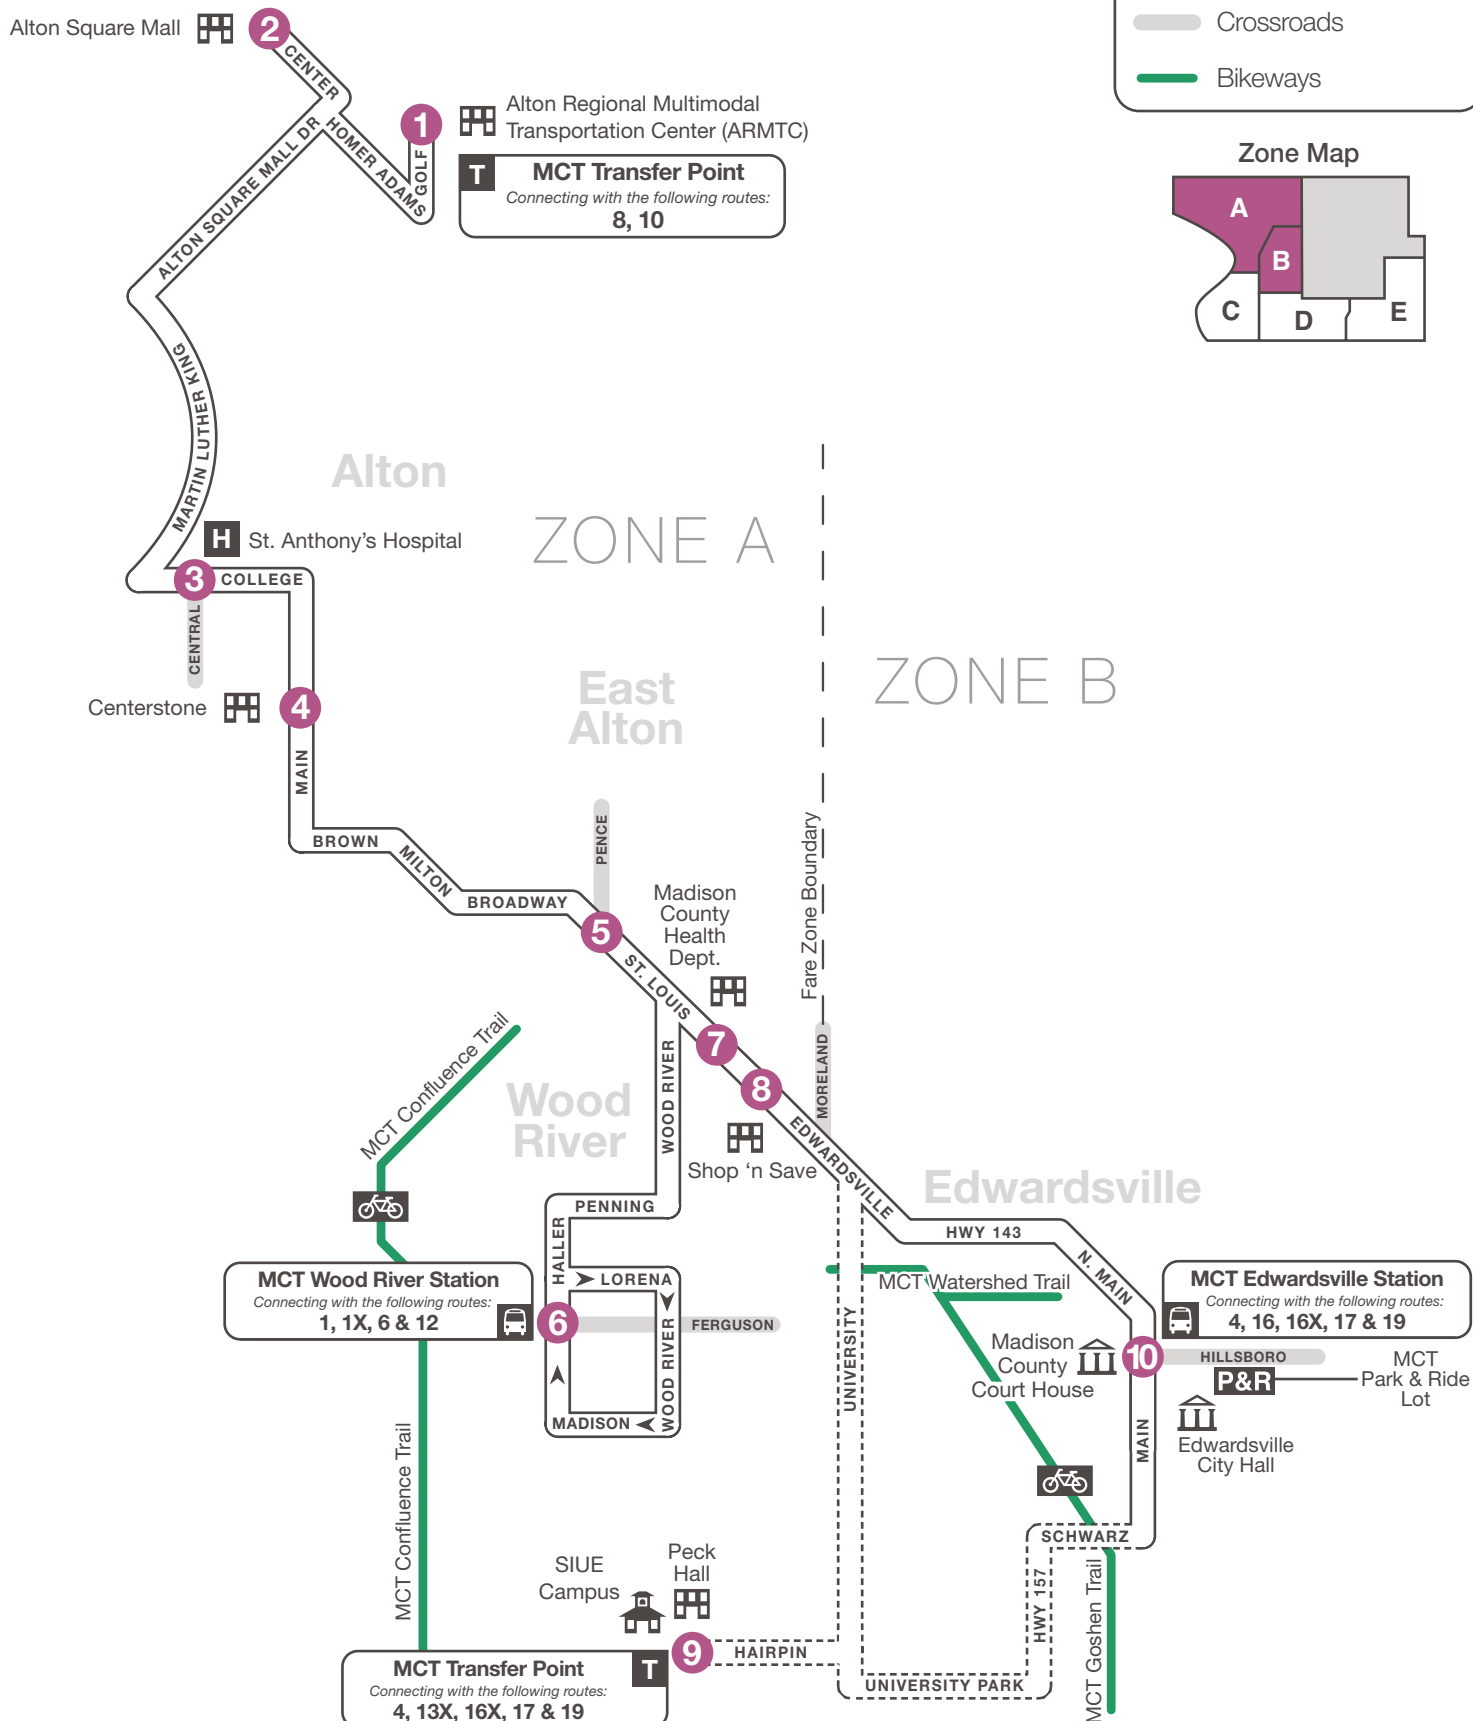 Crossroads
Bikeways
Zone Map
A
B
C
D
E
Alton Square Mall
2
CENTER
1
Alton Regional Multimodal
Transportation Center (ARMTC)
HOMER ADAMS
GOLF
T
MCT Transfer Point
Connecting with the following routes:
8, 10
ALTON SQUARE MALL DR
MARTIN LUTHER KING
Alton
ZONE A
H
St. Anthony's Hospital
3
COLLEGE
CENTRAL
East
Alton
ZONE B
Centerstone
4
MAIN
BROWN
MILTON
BROADWAY
PENCE
5
ST. LOUIS
Madison
County
Health
Dept.
Fare Zone Boundary
7
8
MORELAND
EDWARDSVILLE
Shop ‘n Save
MCT Confluence Trail
Wood
River
WOOD RIVER
PENNING
HALLER
Edwardsville
HWY 143
N. MAIN
MCT Wood River Station
Connecting with the following routes:
1, 1X, 6 & 12
LORENA
6
FERGUSON
WOOD RIVER
MADISON
MCT Watershed Trail
UNIVERSITY
MCT Edwardsville Station
Connecting with the following routes:
4, 16, 16X, 17 & 19
Madison
County
Court House
10
HILLSBORO
P&R
MCT
Park & Ride
Lot
MAIN
Edwardsville
City Hall
MCT Confluence Trail
SCHWARZ
HWY 157
MCT Goshen Trail
SIUE
Campus
Peck
Hall
9
HAIRPIN
UNIVERSITY PARK
MCT Transfer Point
T
Connecting with the following routes:
4, 13X, 16X, 17 & 19